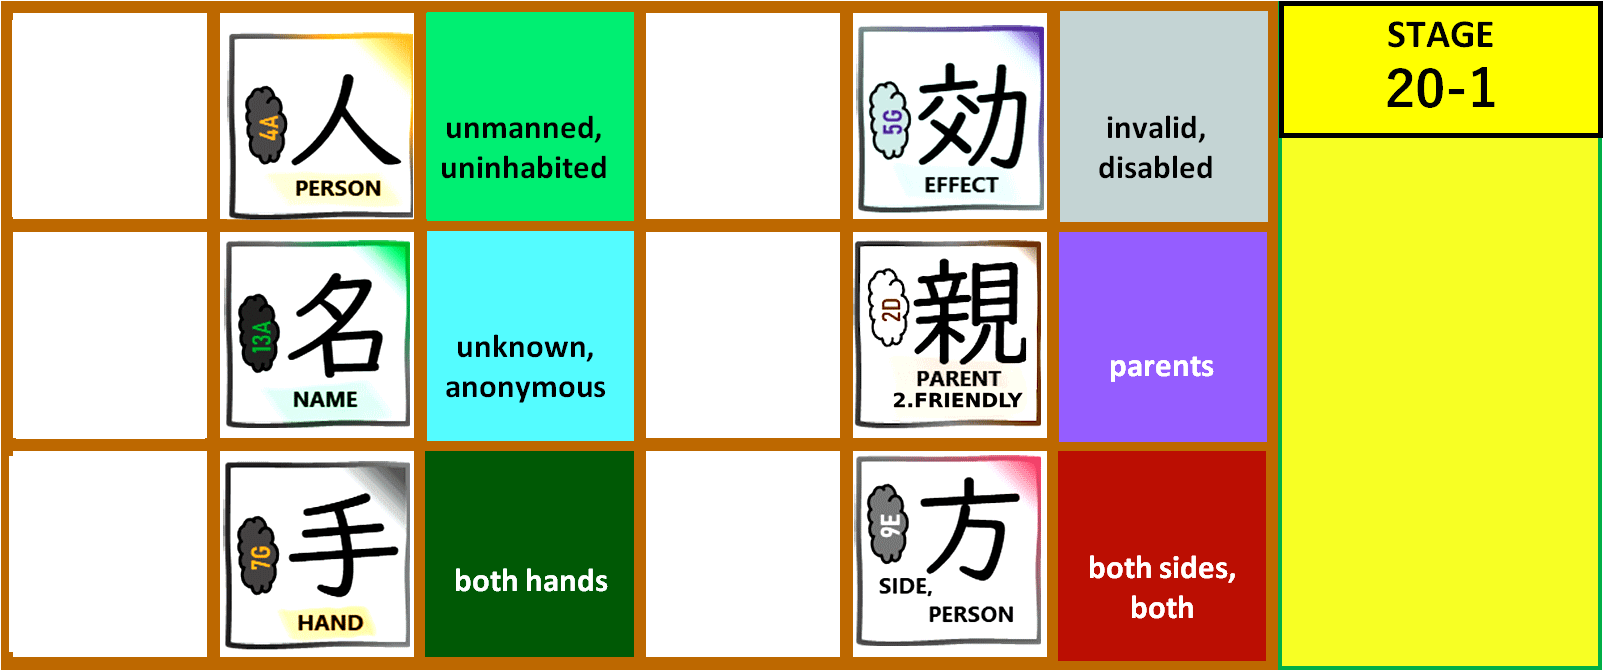 4A
人
PERSON
unmanned,
uninhabited
5G
効
EFFECT
invalid,
disabled
STAGE
20-1
13A
名
NAME
unknown,
anonymous
2D
親
PARENT
2.FRIENDLY
parents
7G
手
HAND
both hands
9E
方
SIDE,
PERSON
both sides,
both